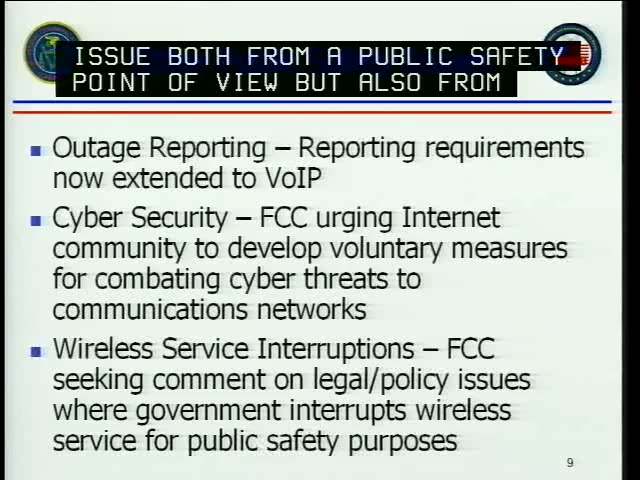 ISSUE BOTH FROM A PUBLIC SAFETY
POINT OF VIEW BUT ALSO FROM
Outage Reporting – Reporting requirements
now extended to VoIP
Cyber Security – FCC urging Internet
community to develop voluntary measures
for combating cyber threats to
communications networks
Wireless Service Interruptions – FCC
seeking comment on legal/policy issues
where government interrupts wireless
service for public safety purposes
9